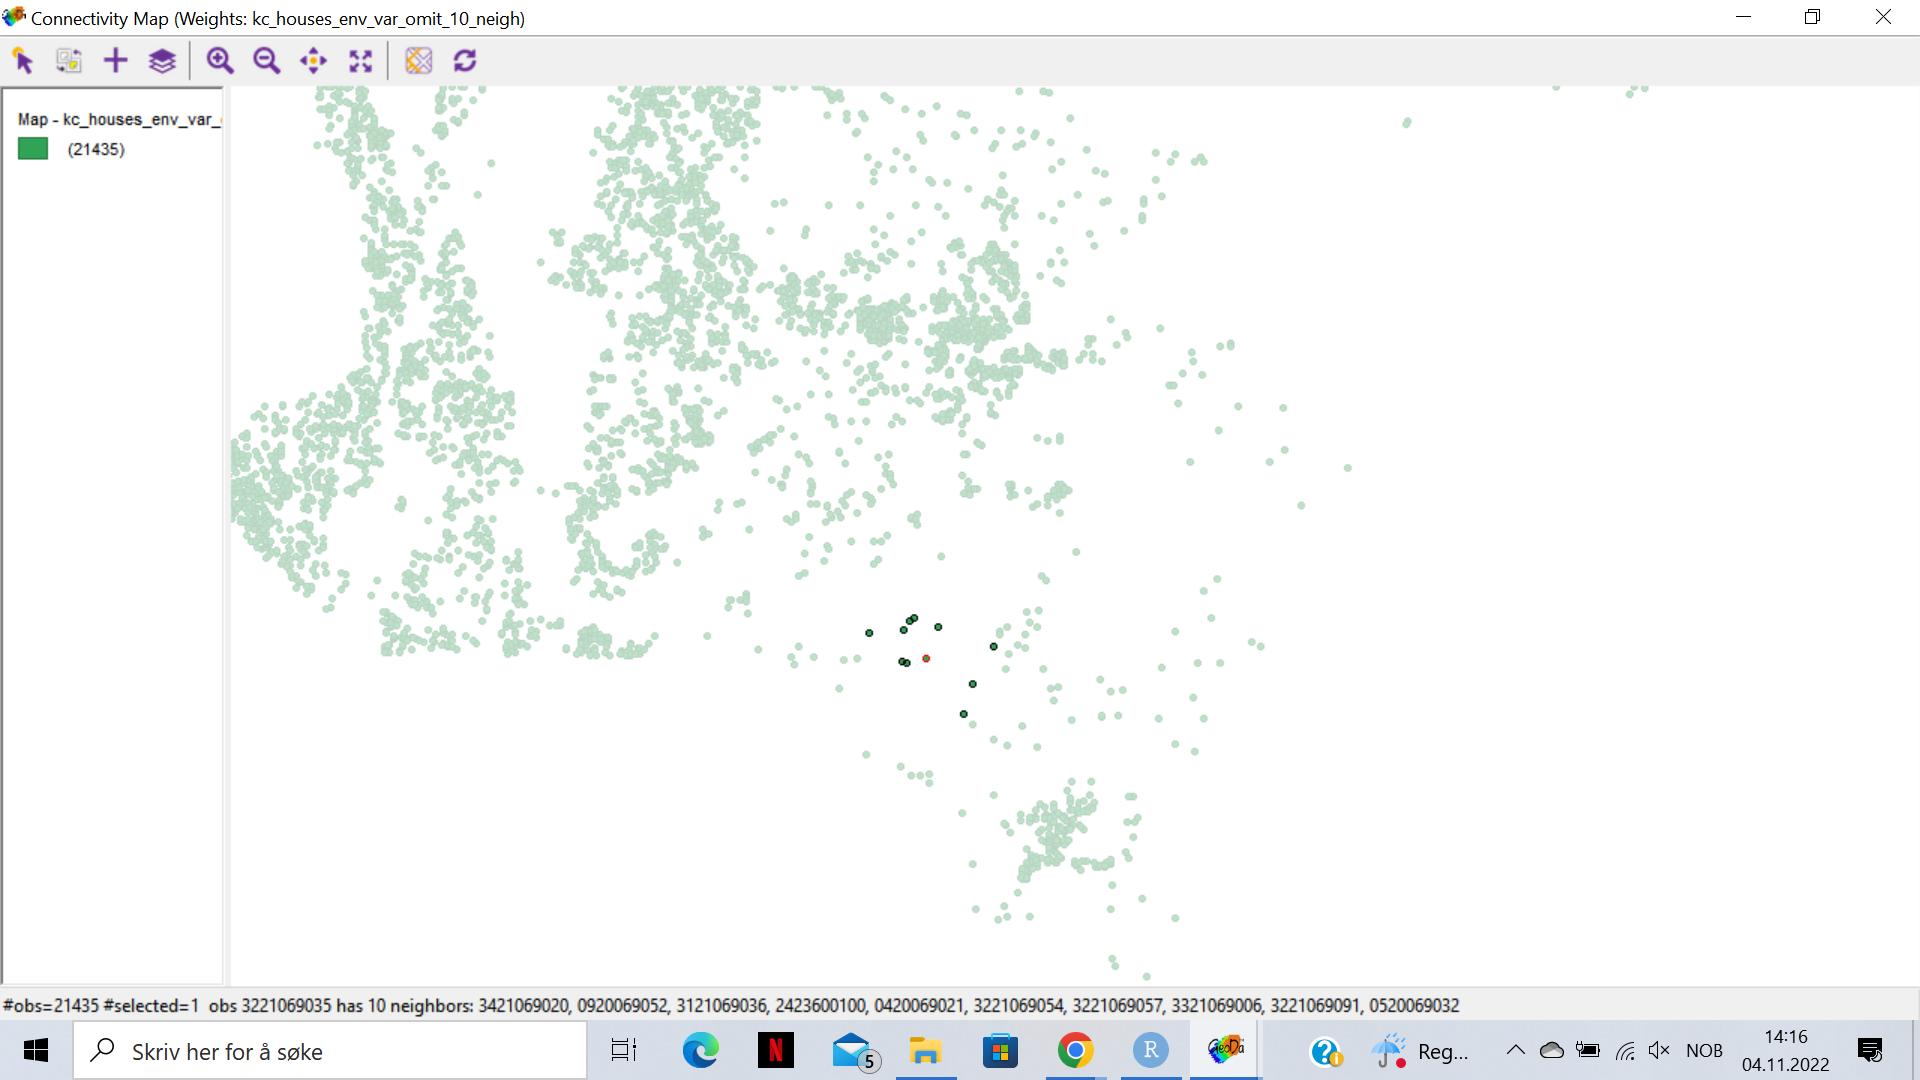 Connectivity Map (Weights: kc_houses_env_var_omit_10_neigh)
Map - kc_houses_env_var_
(21435)
#obs=21435 #selected=1 obs 3221069035 has 10 neighbors: 3421069020, 0920069052, 3121069036, 2423600100, 0420069021, 3221069054, 3221069057, 3321069006, 3221069091, 0520069032
Skriv her for å søke
N
5
R
GeoDa
?
Reg...
NOB
14:16
04.11.2022